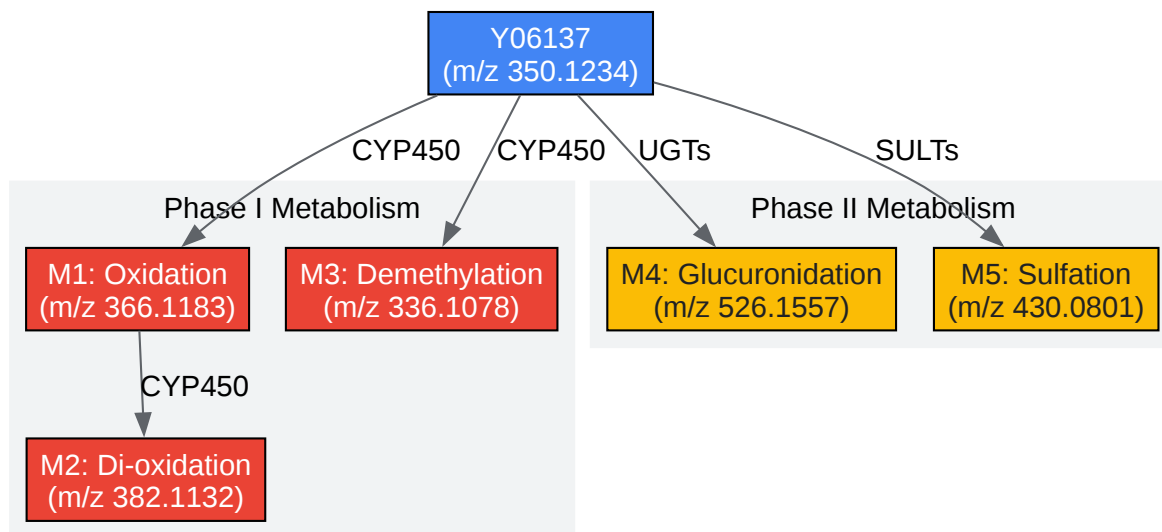 Y06137
(m/z 350.1234)
CYP450
CYP450
UGTs
SULTs
Phase I Metabolism
Phase II Metabolism
M1: Oxidation
(m/z 366.1183)
M3: Demethylation
(m/z 336.1078)
M4: Glucuronidation
(m/z 526.1557)
M5: Sulfation
(m/z 430.0801)
CYP450
M2: Di-oxidation
(m/z 382.1132)